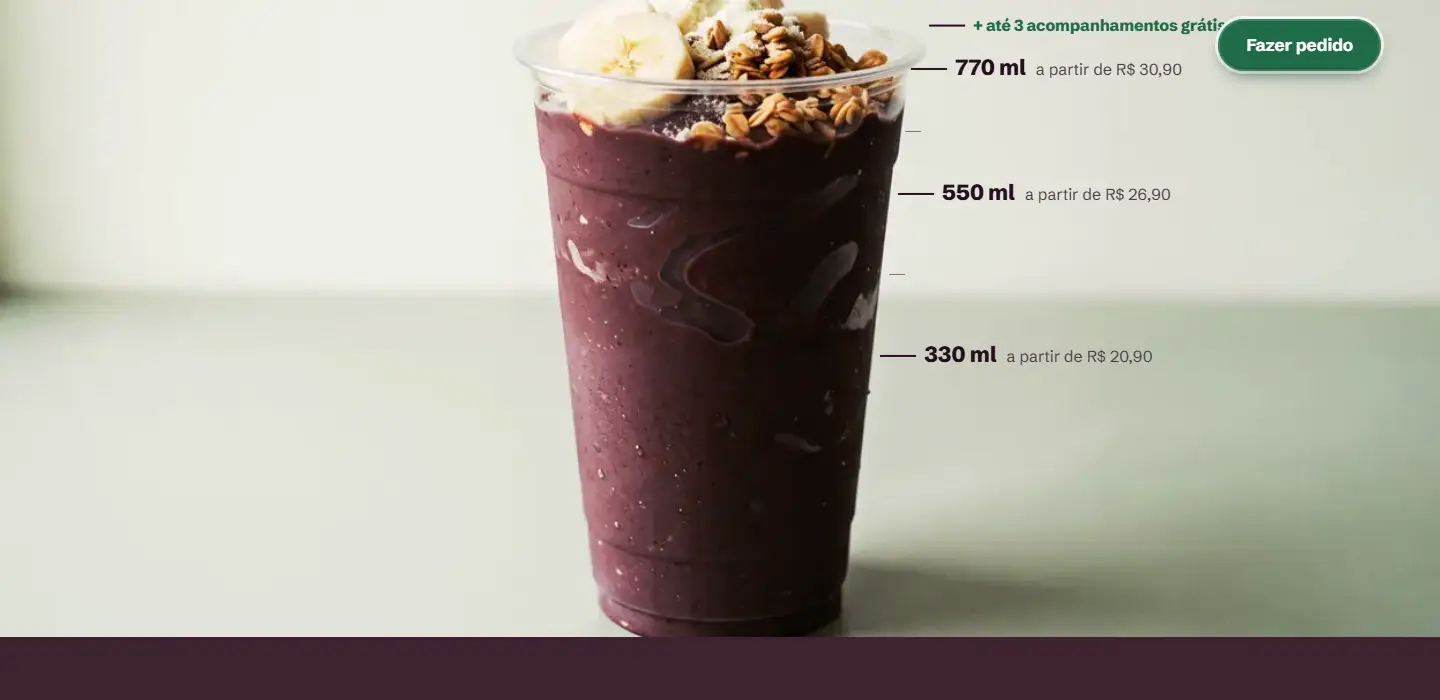 + até 3 acompanhamentos grátis
Fazer pedido
770 ml a partir de R$ 30,90
550 ml a partir de R$ 26,90
330 ml a partir de R$ 20,90